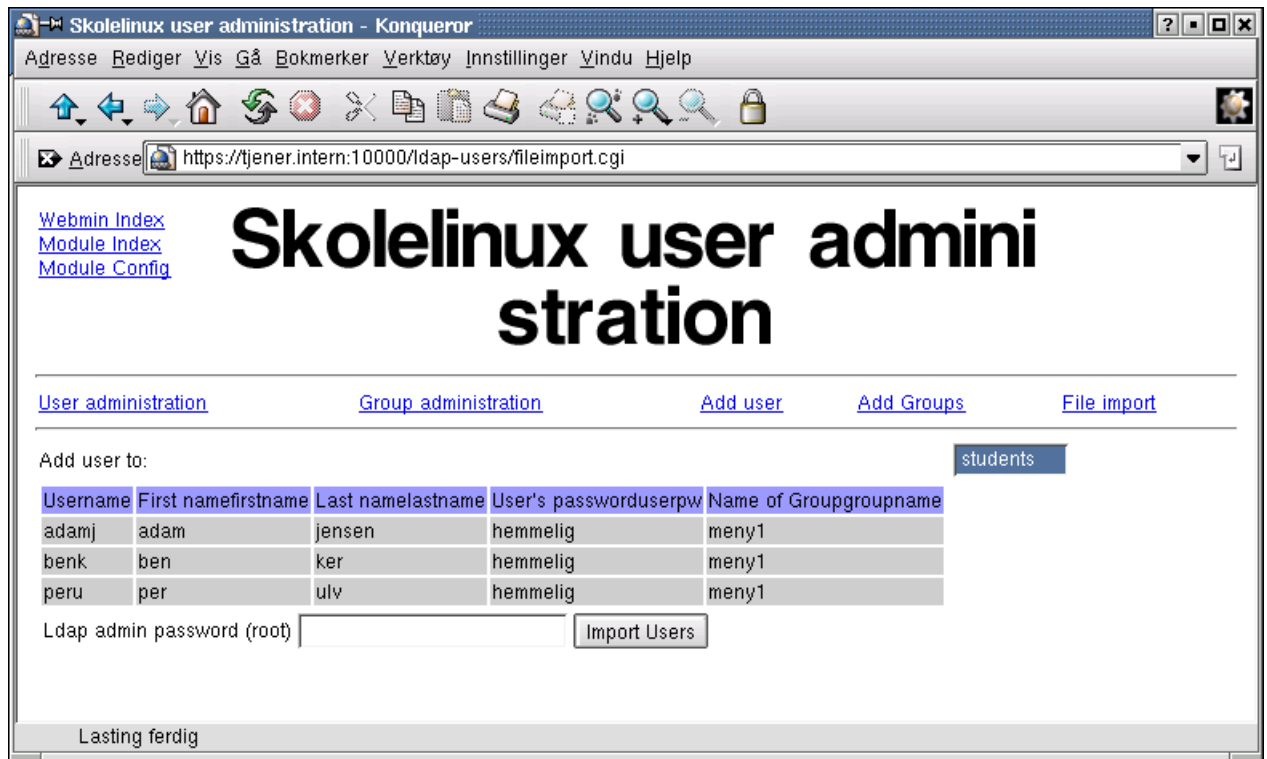 Skolelinux user administration - Konqueror
Adresse Rediger Vis Gå Bokmerker Verktøy Innstillinger Vindu Hjelp
Adresse https://tjener.intern:10000/ldap-users/fileimport.cgi
Webmin Index
Module Index
Module Config
Skolelinux user admini
stration
User administration Group administration Add user Add Groups File import
Add user to: students
Username First namefirstname Last namelastname User's passworduserpw Name of Groupgroupname
adamj adam jensen hemmelig meny1
benk ben ker hemmelig meny1
peru per ulv hemmelig meny1
Ldap admin password (root) Import Users
Lasting ferdig